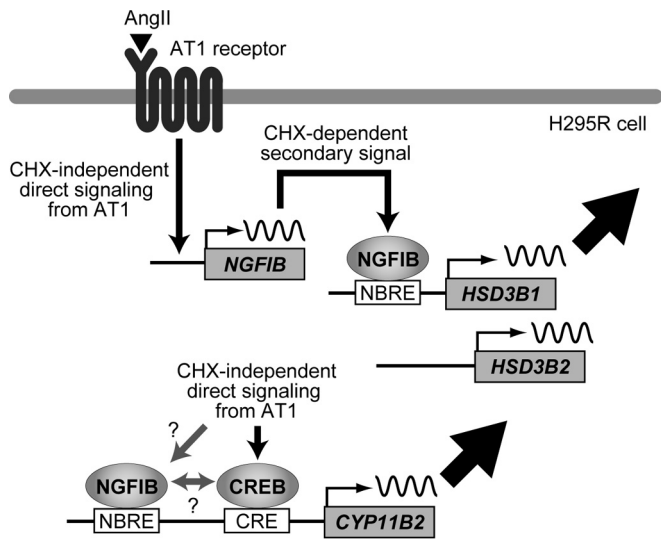 AngII
AT1 receptor
H295R cell
CHX-dependent
secondary signal
CHX-independent
direct signaling
from AT1
NGFIB
NGFIB
NBRE
HSD3B1
HSD3B2
CHX-independent
direct signaling
from AT1
?
?
NGFIB
CREB
NBRE
CRE
CYP11B2